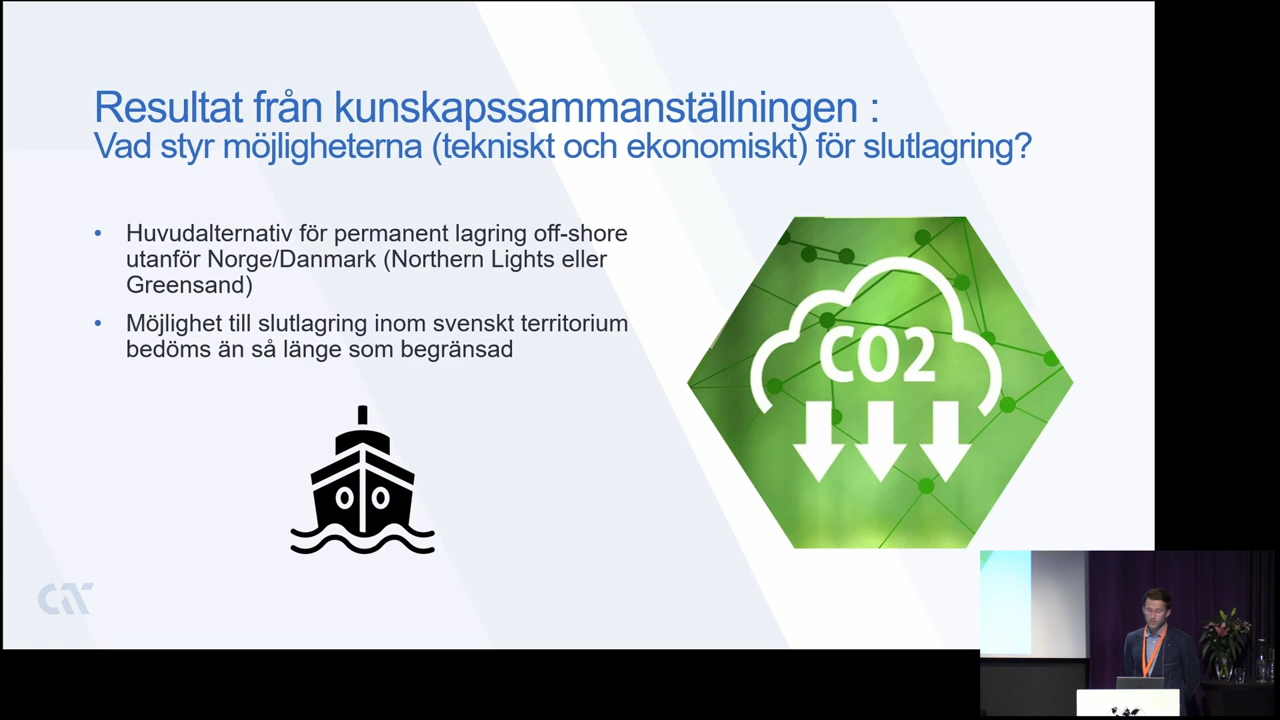 Resultat från kunskapssammanställningen :
Vad styr möjligheterna (tekniskt och ekonomiskt) för slutlagring?
• Huvudalternativ för permanent lagring off-shore
utanför Norge/Danmark (Northern Lights eller
Greensand)
• Möjlighet till slutlagring inom svenskt territorium
bedöms än så länge som begränsad
CO2